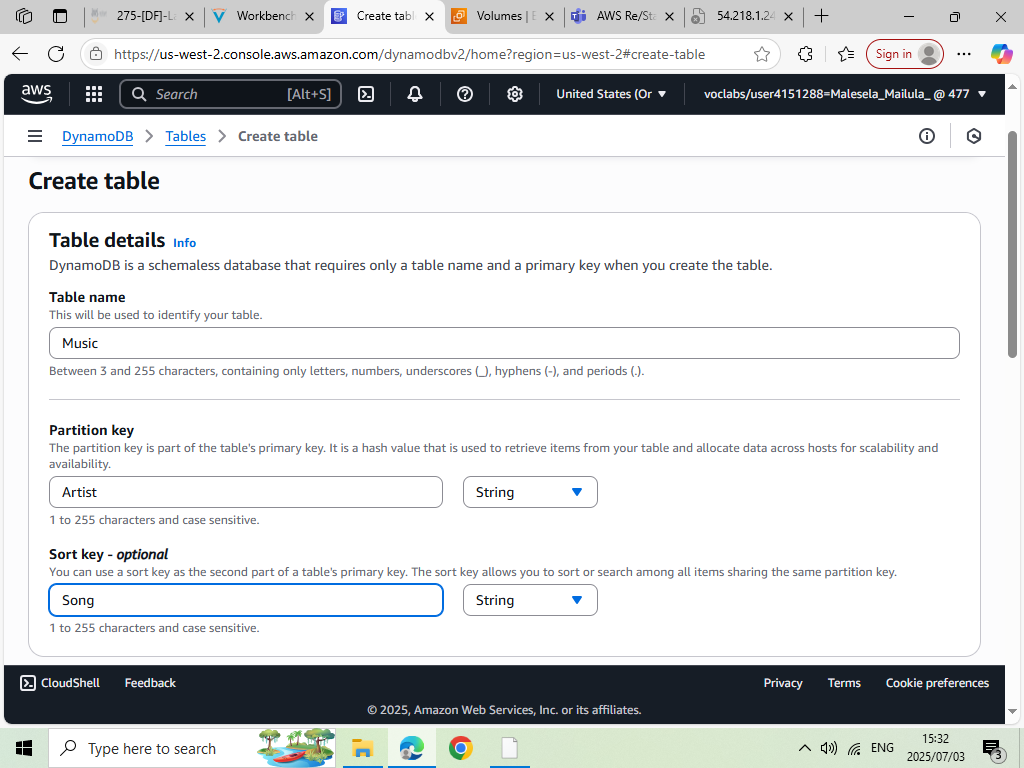 275-[DF]-L
Workbench
Create tabl
Volumes | E
AWS Re/Sta
54.218.1.24
https://us-west-2.console.aws.amazon.com/dynamodbv2/home?region=us-west-2#create-table
Sign in
aws
Search
[Alt+S]
United States (Or
voclabs/user4151288=Malesela_Mailula_ @ 477
DynamoDB
Tables
Create table
Create table
Table details Info
DynamoDB is a schemaless database that requires only a table name and a primary key when you create the table.
Table name
This will be used to identify your table.
Music
Between 3 and 255 characters, containing only letters, numbers, underscores (_), hyphens (-), and periods (.).
Partition key
The partition key is part of the table's primary key. It is a hash value that is used to retrieve items from your table and allocate data across hosts for scalability and
availability.
Artist
String
1 to 255 characters and case sensitive.
Sort key - optional
You can use a sort key as the second part of a table's primary key. The sort key allows you to sort or search among all items sharing the same partition key.
Song
String
1 to 255 characters and case sensitive.
CloudShell
Feedback
Privacy
Terms
Cookie preferences
© 2025, Amazon Web Services, Inc. or its affiliates.
Type here to search
ENG
15:32
2025/07/03
3